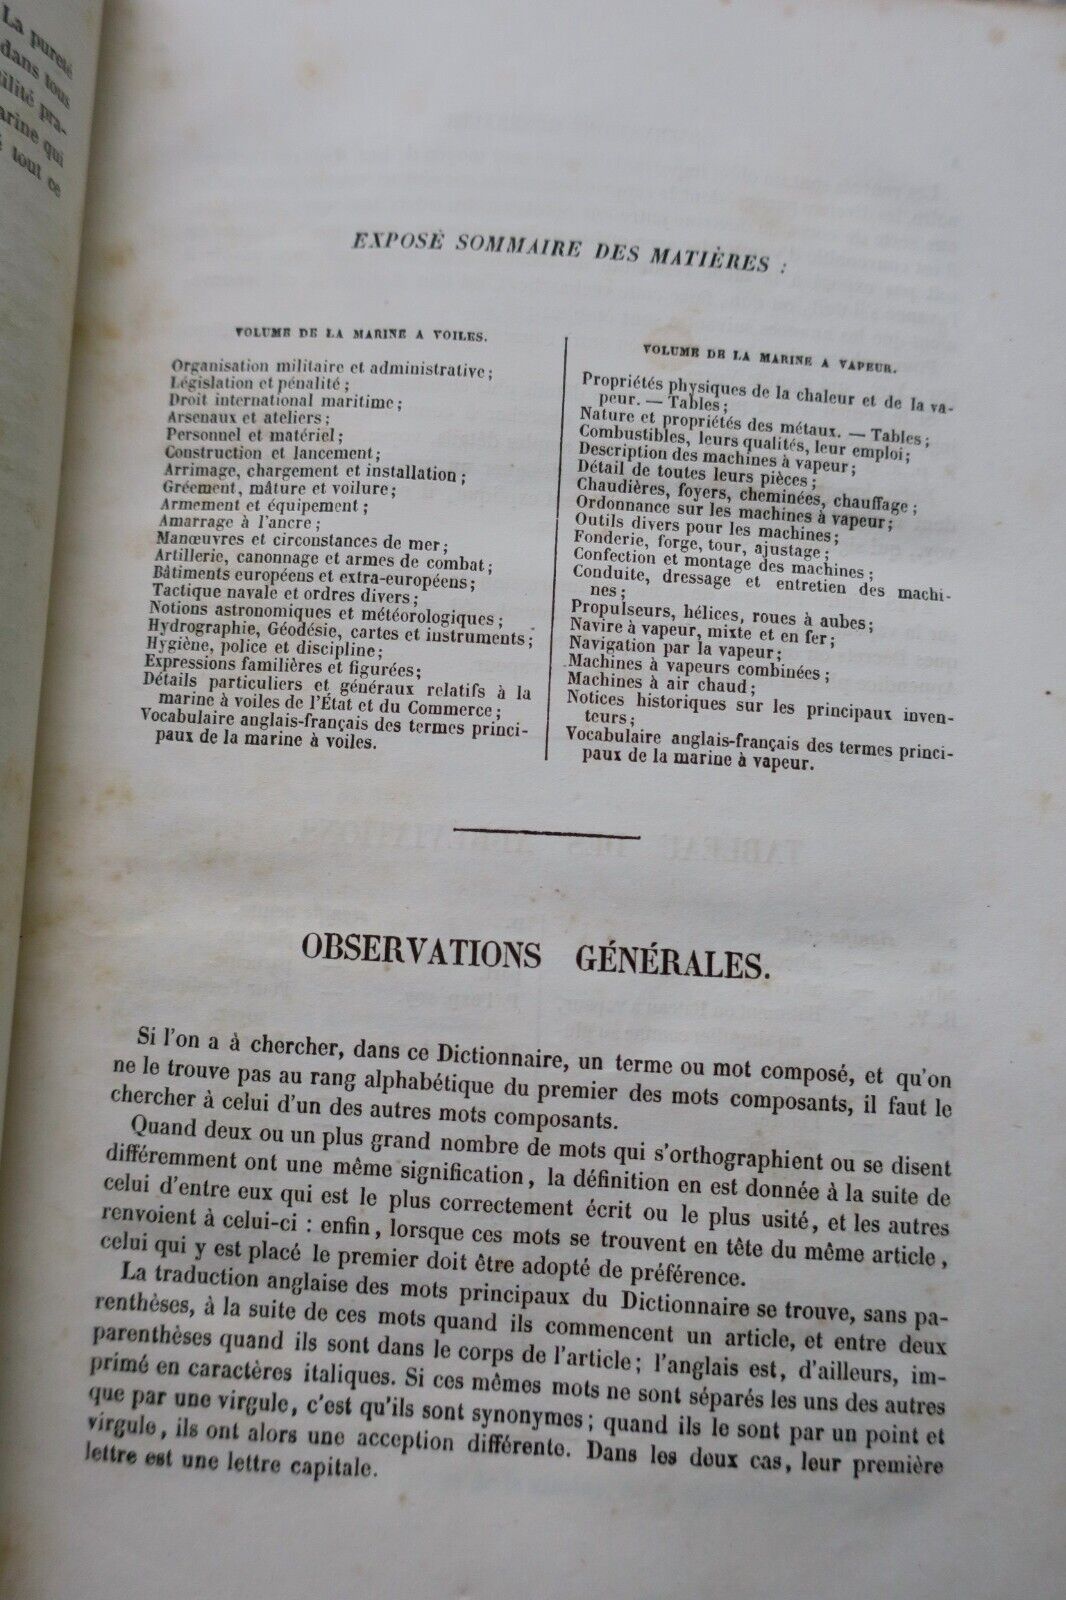 La pureté
dans tous
ilité pra-
arine qui
tout ce
EXPOSÉ SOMMAIRE DES MATIÈRES :
VOLUME DE LA MARINE A VOILES.
Organisation militaire et administrative;
Législation et pénalité;
Droit international maritime;
Arsenaux et ateliers;
Personnel et matériel;
Construction et lancement;
Arrimage, chargement et installation;
Gréement, mâture et voilure;
Armement et équipement;
Amarrage à l'ancre;
Manœuvres et circonstances de mer;
Artillerie, canonnage et armes de combat;
Bâtiments européens et extra-européens;
Tactique navale et ordres divers;
Notions astronomiques et météorologiques;
Hydrographie, Géodésie, cartes et instruments;
Hygiène, police et discipline;
Expressions familières et figurées;
Détails particuliers et généraux relatifs à la
marine à voiles de l'État et du Commerce;
Vocabulaire anglais-français des termes princi-
paux de la marine à voiles.
VOLUME DE LA MARINE A VAPEUR.
Propriétés physiques de la chaleur et de la va-
peur. — Tables;
Nature et propriétés des métaux. — Tables;
Combustibles, leurs qualités, leur emploi;
Description des machines à vapeur;
Détail de toutes leurs pièces;
Chaudières, foyers, cheminées, chauffage;
Ordonnance sur les machines à vapeur;
Outils divers pour les machines;
Fonderie, forge, tour, ajustage;
Confection et montage des machines;
Conduite, dressage et entretien des machi-
nes;
Propulseurs, hélices, roues à aubes;
Navire à vapeur, mixte et en fer;
Navigation par la vapeur;
Machines à vapeurs combinées;
Machines à air chaud;
Notices historiques sur les principaux inven-
teurs;
Vocabulaire anglais-français des termes princi-
paux de la marine à vapeur.
OBSERVATIONS GÉNÉRALES.
Si l'on a à chercher, dans ce Dictionnaire, un terme ou mot composé, et qu'on
ne le trouve pas au rang alphabétique du premier des mots composants, il faut le
chercher à celui d'un des autres mots composants.
Quand deux ou un plus grand nombre de mots qui s'orthographient ou se disent
différemment ont une même signification, la définition en est donnée à la suite de
celui d'entre eux qui est le plus correctement écrit ou le plus usité, et les autres
renvoient à celui-ci : enfin, lorsque ces mots se trouvent en tête du même article,
celui qui y est placé le premier doit être adopté de préférence.
La traduction anglaise des mots principaux du Dictionnaire se trouve, sans pa-
renthèses, à la suite de ces mots quand ils commencent un article, et entre deux
parenthèses quand ils sont dans le corps de l'article; l'anglais est, d'ailleurs, im-
primé en caractères italiques. Si ces mêmes mots ne sont séparés les uns des autres
que par une virgule, c'est qu'ils sont synonymes; quand ils le sont par un point et
virgule, ils ont alors une acception différente. Dans les deux cas, leur première
lettre est une lettre capitale.